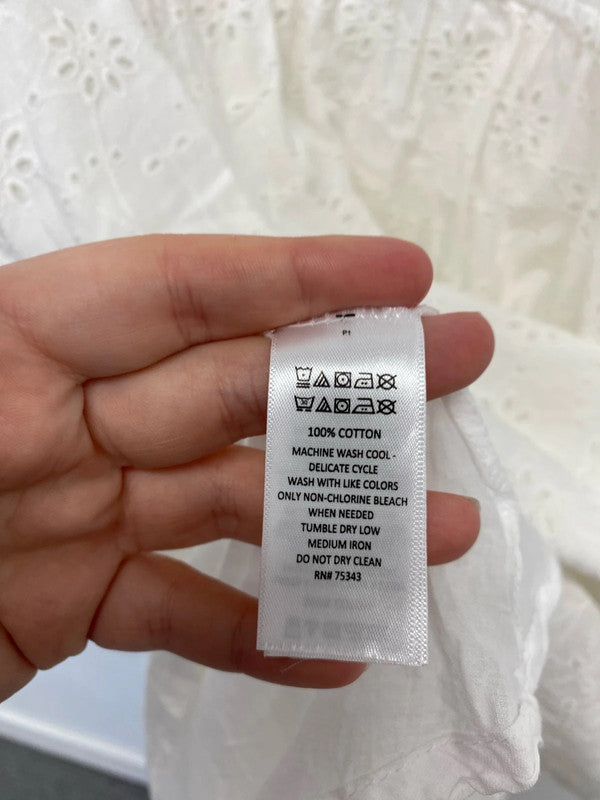 P1
100% COTTON
MACHINE WASH COOL -
DELICATE CYCLE
WASH WITH LIKE COLORS
ONLY NON-CHLORINE BLEACH
WHEN NEEDED
TUMBLE DRY LOW
MEDIUM IRON
DO NOT DRY CLEAN
RN# 75343